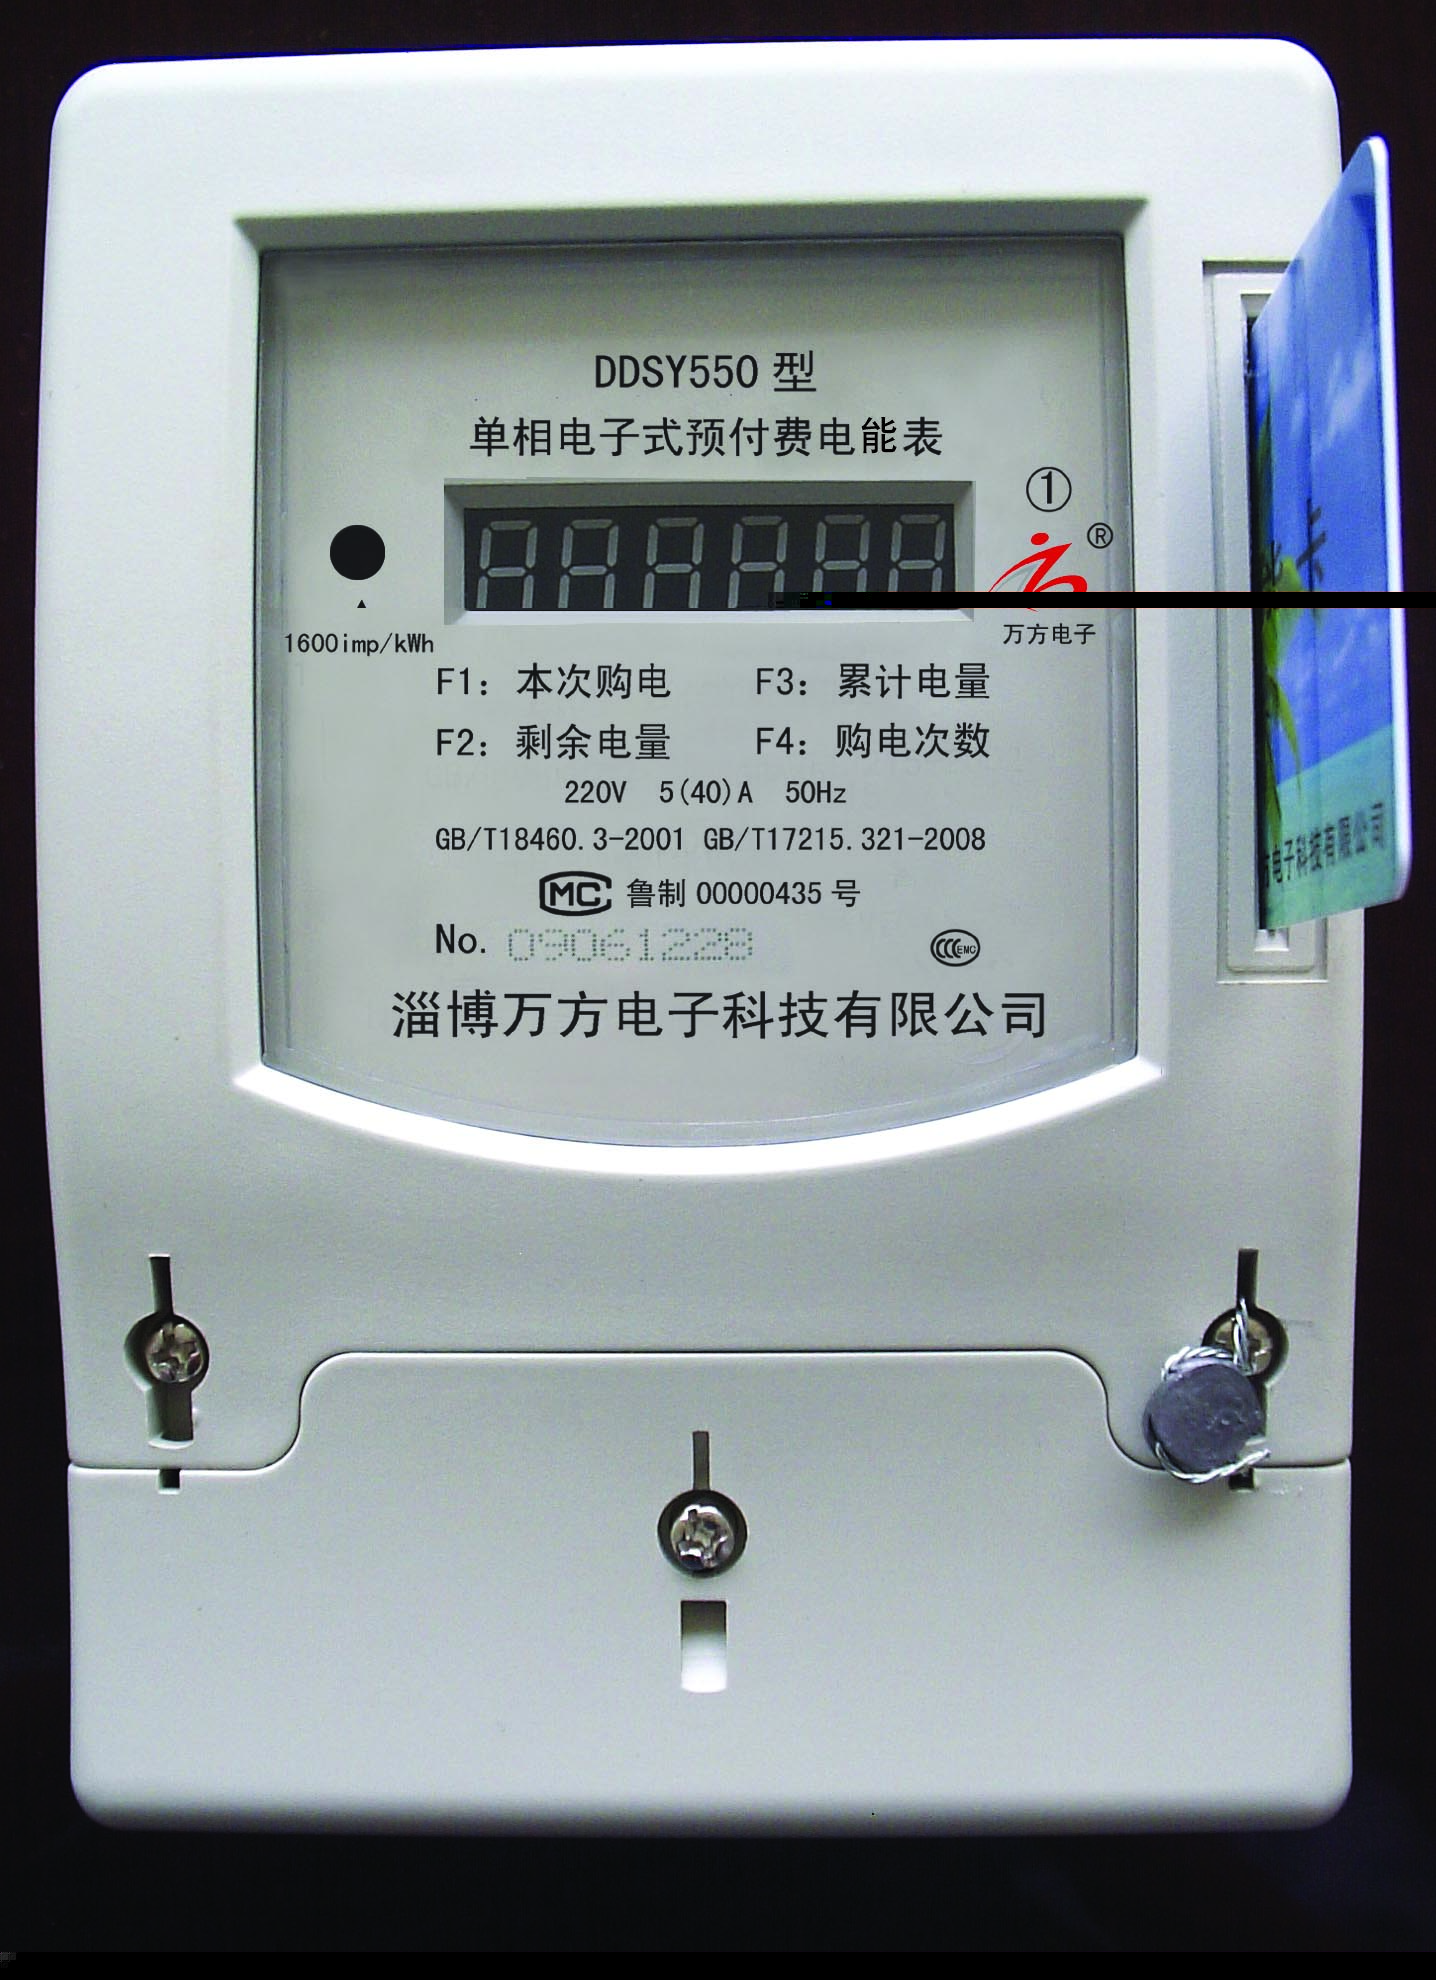 DDSY550 型
单相电子式预付费电能表
①
®
万方电子
1600imp/kWh
F1：本次购电 F3：累计电量
F2：剩余电量 F4：购电次数
220V 5(40)A 50Hz
GB/T18460.3-2001 GB/T17215.321-2008
MC 鲁制 00000435 号
No. 09061228
CCC EMC
淄博万方电子科技有限公司
卡
电子科技有限公司